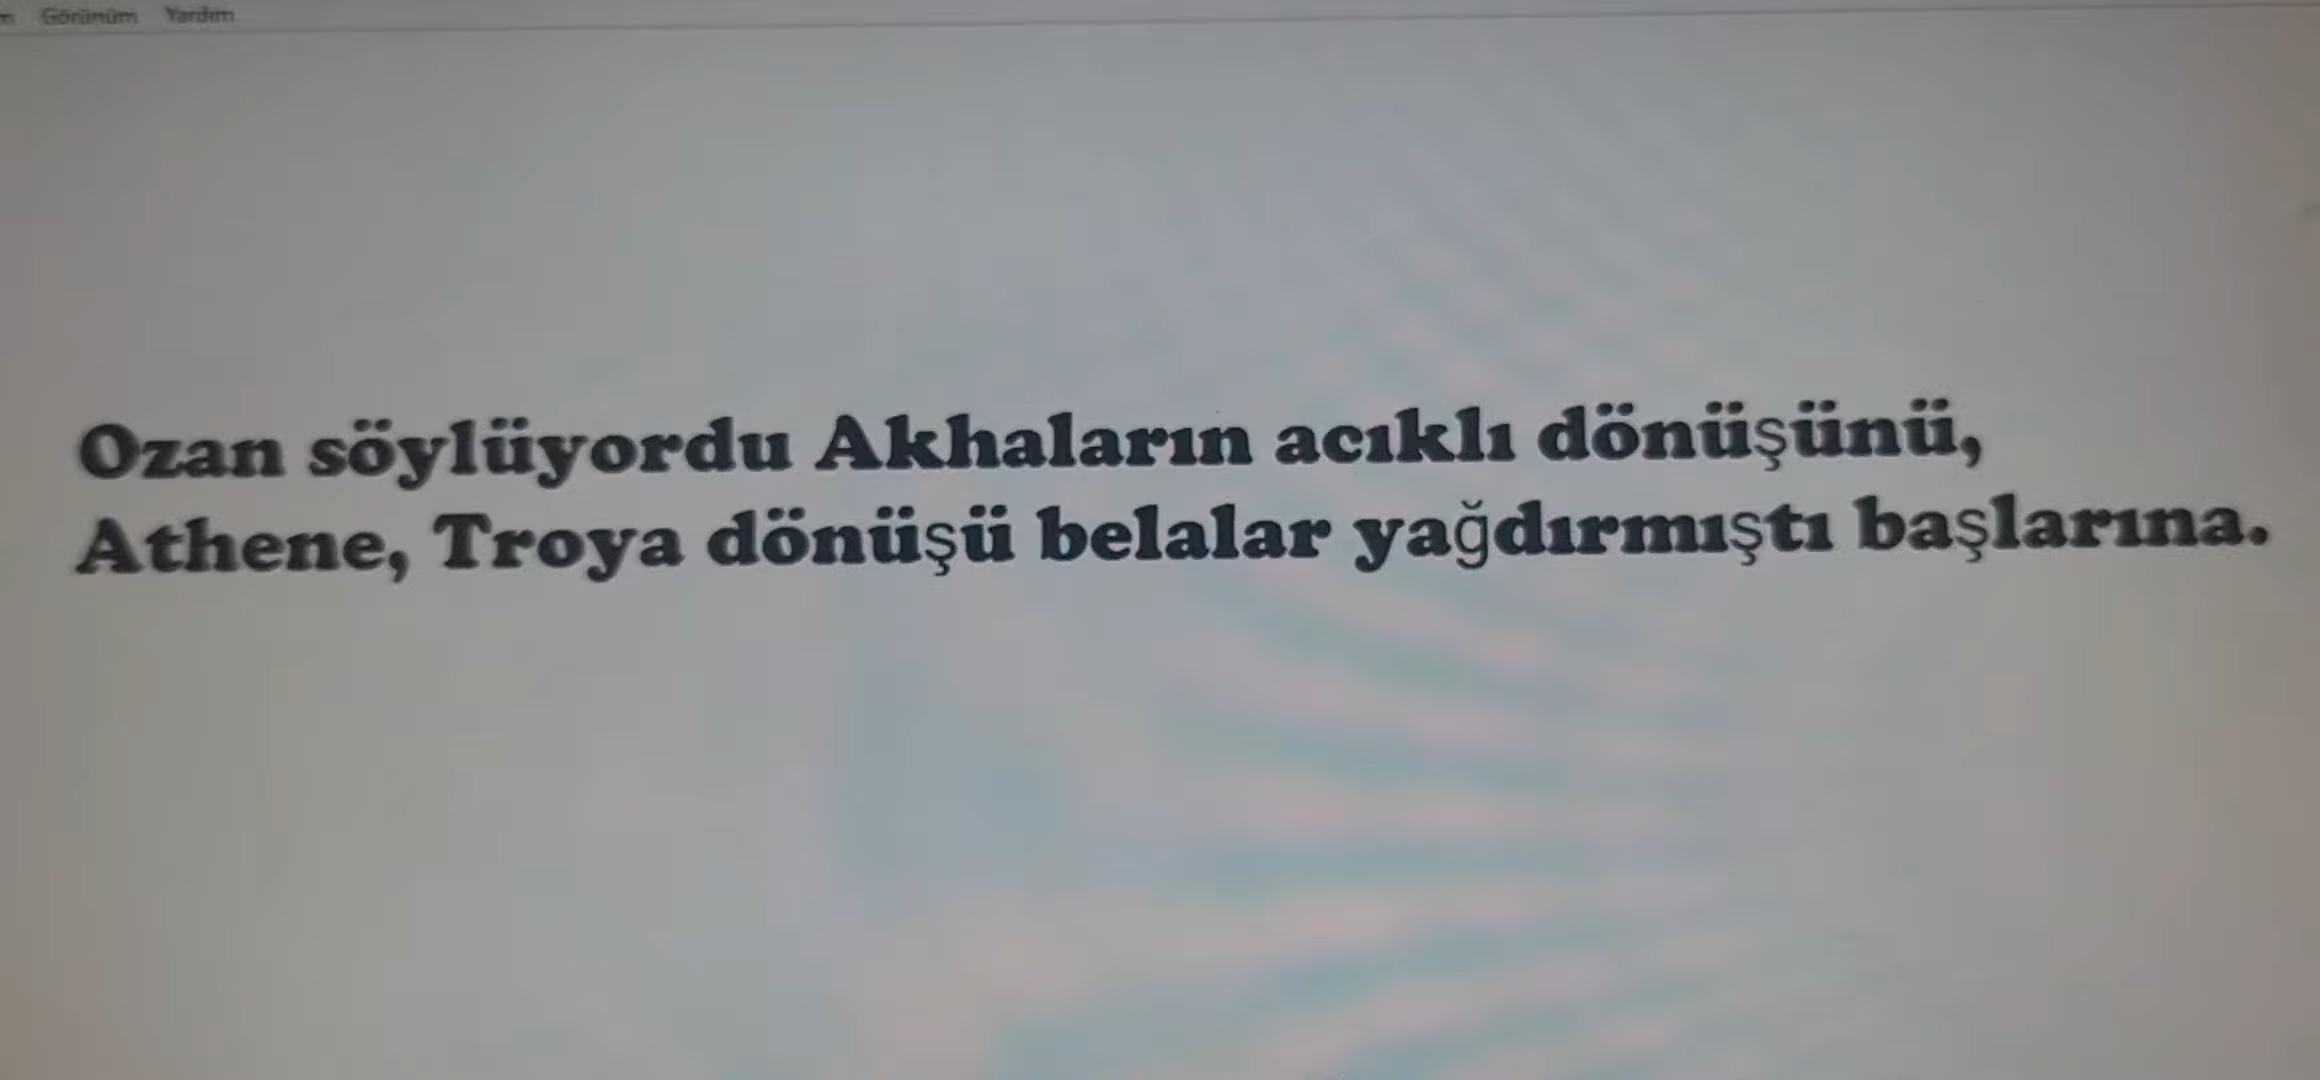 Görünüm Yardım
Ozan söylüyordu Akhaların acıklı dönüşünü,
Athene, Troya dönüşü belalar yağdırmıştı başlarına.